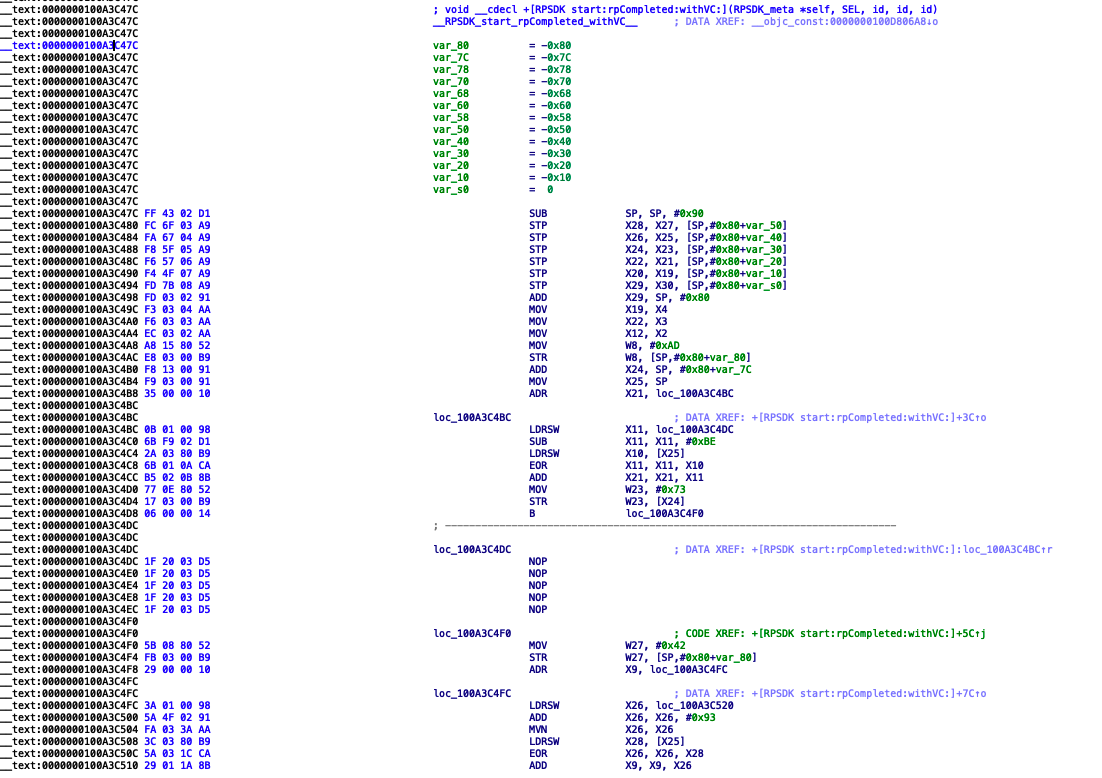 __text:0000000100A3C47C ; void __cdecl +[RPSDK start:rpCompleted:withVC:](RPSDK_meta *self, SEL, id, id, id)
__text:0000000100A3C47C __RPSDK_start_rpCompleted_withVC__ ; DATA XREF: __objc_const:0000000100D806A8↓o
__text:0000000100A3C47C
__text:0000000100A3C47C var_80 = -0x80
__text:0000000100A3C47C var_7C = -0x7C
__text:0000000100A3C47C var_78 = -0x78
__text:0000000100A3C47C var_70 = -0x70
__text:0000000100A3C47C var_68 = -0x68
__text:0000000100A3C47C var_60 = -0x60
__text:0000000100A3C47C var_58 = -0x58
__text:0000000100A3C47C var_50 = -0x50
__text:0000000100A3C47C var_40 = -0x40
__text:0000000100A3C47C var_30 = -0x30
__text:0000000100A3C47C var_20 = -0x20
__text:0000000100A3C47C var_10 = -0x10
__text:0000000100A3C47C var_s0 = 0
__text:0000000100A3C47C
__text:0000000100A3C47C FF 43 02 D1 SUB SP, SP, #0x90
__text:0000000100A3C480 FC 6F 03 A9 STP X28, X27, [SP,#0x80+var_50]
__text:0000000100A3C484 FA 67 04 A9 STP X26, X25, [SP,#0x80+var_40]
__text:0000000100A3C488 F8 5F 05 A9 STP X24, X23, [SP,#0x80+var_30]
__text:0000000100A3C48C F6 57 06 A9 STP X22, X21, [SP,#0x80+var_20]
__text:0000000100A3C490 F4 4F 07 A9 STP X20, X19, [SP,#0x80+var_10]
__text:0000000100A3C494 FD 7B 08 A9 STP X29, X30, [SP,#0x80+var_s0]
__text:0000000100A3C498 FD 03 02 91 ADD X29, SP, #0x80
__text:0000000100A3C49C F3 03 04 AA MOV X19, X4
__text:0000000100A3C4A0 F6 03 03 AA MOV X22, X3
__text:0000000100A3C4A4 EC 03 02 AA MOV X12, X2
__text:0000000100A3C4A8 A8 15 80 52 MOV W8, #0xAD
__text:0000000100A3C4AC E8 03 00 B9 STR W8, [SP,#0x80+var_80]
__text:0000000100A3C4B0 F8 13 00 91 ADD X24, SP, #0x80+var_7C
__text:0000000100A3C4B4 F9 03 00 91 MOV X25, SP
__text:0000000100A3C4B8 35 00 00 10 ADR X21, loc_100A3C4BC
__text:0000000100A3C4BC
__text:0000000100A3C4BC loc_100A3C4BC ; DATA XREF: +[RPSDK start:rpCompleted:withVC:]+3C↑o
__text:0000000100A3C4BC 0B 01 00 98 LDRSW X11, loc_100A3C4DC
__text:0000000100A3C4C0 6B F9 02 D1 SUB X11, X11, #0xBE
__text:0000000100A3C4C4 2A 03 80 B9 LDRSW X10, [X25]
__text:0000000100A3C4C8 6B 01 0A CA EOR X11, X11, X10
__text:0000000100A3C4CC B5 02 0B 8B ADD X21, X21, X11
__text:0000000100A3C4D0 77 0E 80 52 MOV W23, #0x73
__text:0000000100A3C4D4 17 03 00 B9 STR W23, [X24]
__text:0000000100A3C4D8 06 00 00 14 B loc_100A3C4F0
__text:0000000100A3C4DC ; ---------------------------------------------------------------------------
__text:0000000100A3C4DC
__text:0000000100A3C4DC loc_100A3C4DC ; DATA XREF: +[RPSDK start:rpCompleted:withVC:]:loc_100A3C4BC↑r
__text:0000000100A3C4DC 1F 20 03 D5 NOP
__text:0000000100A3C4E0 1F 20 03 D5 NOP
__text:0000000100A3C4E4 1F 20 03 D5 NOP
__text:0000000100A3C4E8 1F 20 03 D5 NOP
__text:0000000100A3C4EC 1F 20 03 D5 NOP
__text:0000000100A3C4F0
__text:0000000100A3C4F0 loc_100A3C4F0 ; CODE XREF: +[RPSDK start:rpCompleted:withVC:]+5C↑j
__text:0000000100A3C4F0 5B 08 80 52 MOV W27, #0x42
__text:0000000100A3C4F4 FB 03 00 B9 STR W27, [SP,#0x80+var_80]
__text:0000000100A3C4F8 29 00 00 10 ADR X9, loc_100A3C4FC
__text:0000000100A3C4FC
__text:0000000100A3C4FC loc_100A3C4FC ; DATA XREF: +[RPSDK start:rpCompleted:withVC:]+7C↑o
__text:0000000100A3C4FC 3A 01 00 98 LDRSW X26, loc_100A3C520
__text:0000000100A3C500 5A 4F 02 91 ADD X26, X26, #0x93
__text:0000000100A3C504 FA 03 3A AA MVN X26, X26
__text:0000000100A3C508 3C 03 80 B9 LDRSW X28, [X25]
__text:0000000100A3C50C 5A 03 1C CA EOR X26, X26, X28
__text:0000000100A3C510 29 01 1A 8B ADD X9, X9, X26